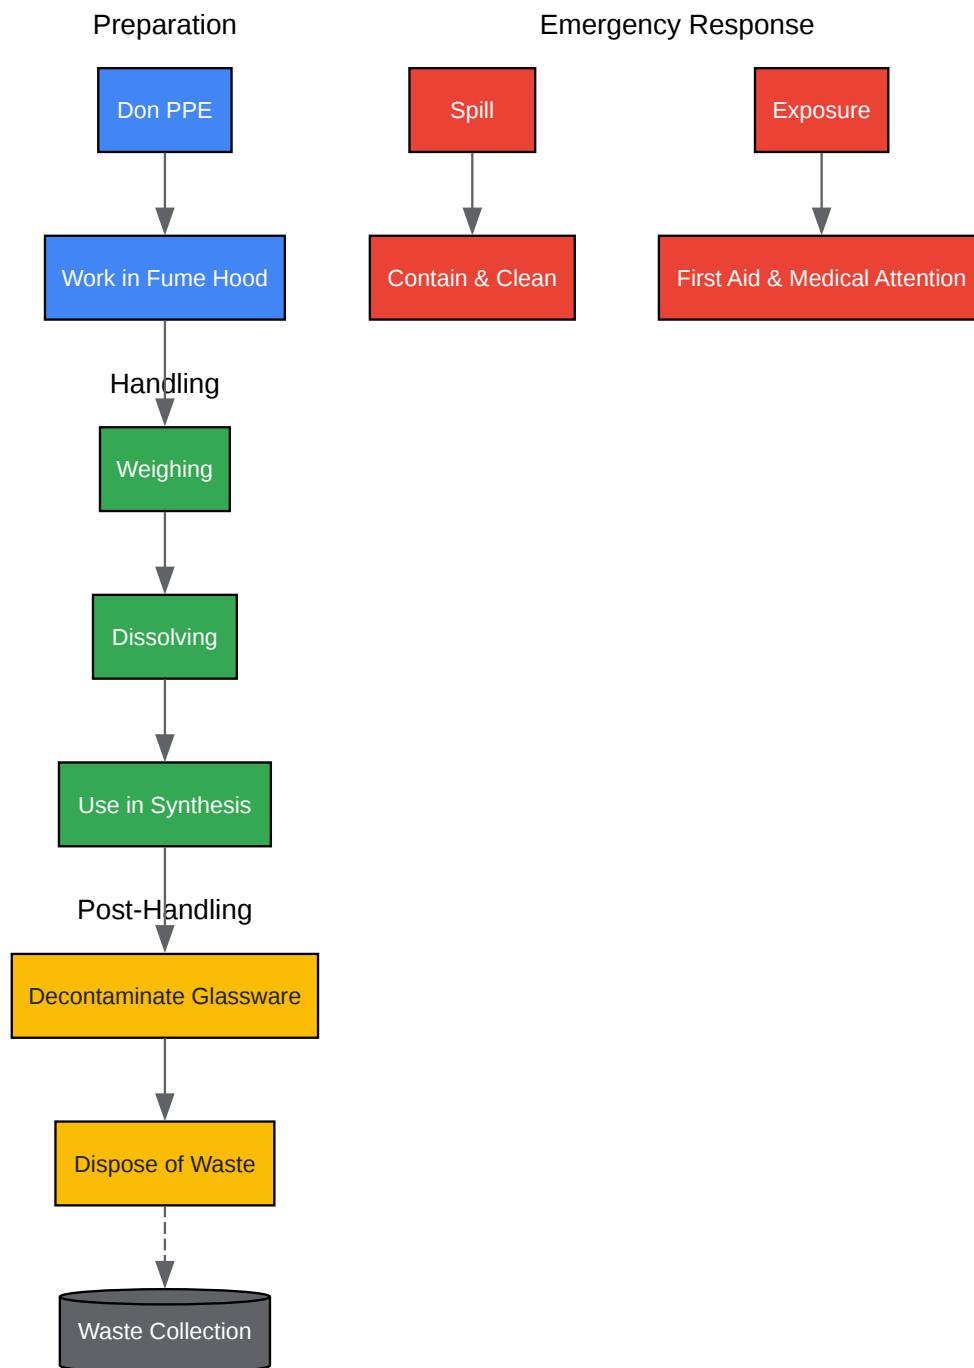 Preparation
Emergency Response
Don PPE
Spill
Exposure
Work in Fume Hood
Contain & Clean
First Aid & Medical Attention
Handling
Weighing
Dissolving
Use in Synthesis
Post-Handling
Decontaminate Glassware
Dispose of Waste
Waste Collection